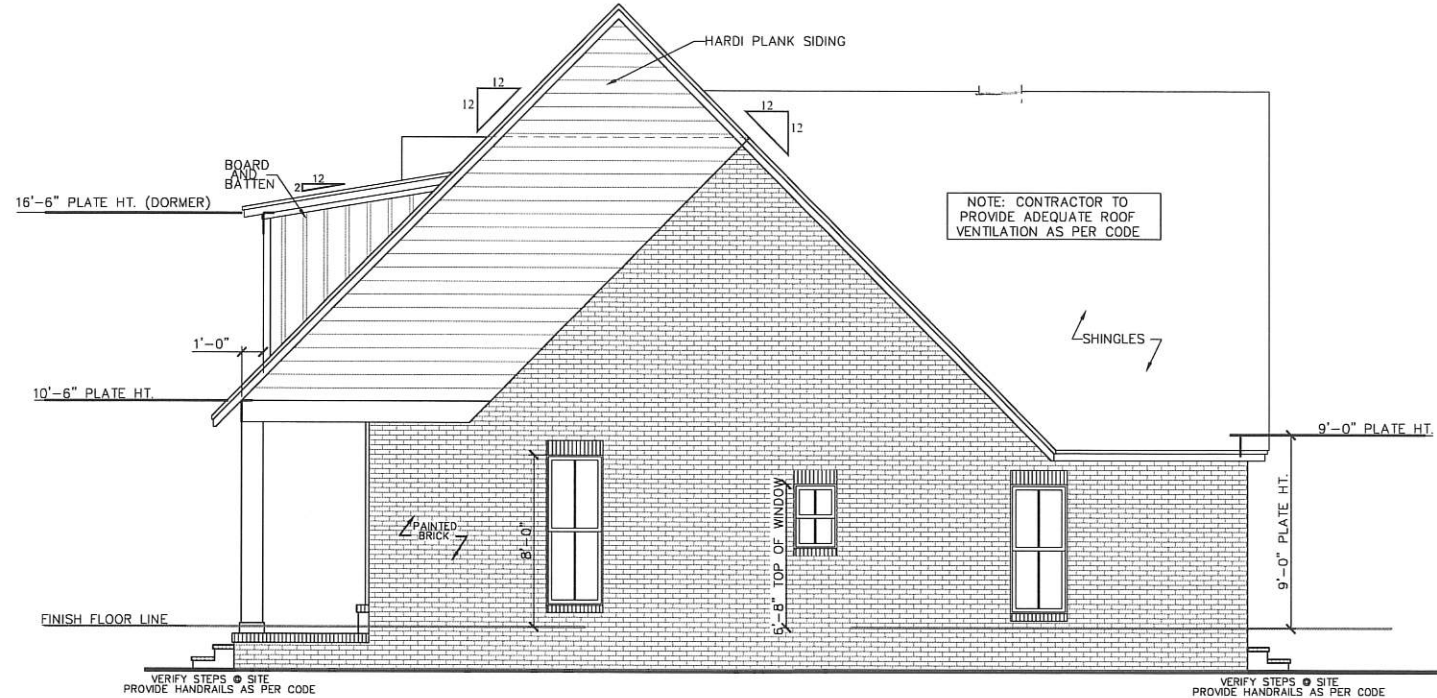 HARDI PLANK SIDING
12
12
12
12
BOARD
AND
BATTEN
12
2
16'-6" PLATE HT. (DORMER)
NOTE: CONTRACTOR TO
PROVIDE ADEQUATE ROOF
VENTILATION AS PER CODE
1'-0"
SHINGLES
10'-6" PLATE HT.
9'-0" PLATE HT.
PAINTED
BRICK
8'-0"
6'-8" TOP OF WINDOW
9'-0" PLATE HT.
FINISH FLOOR LINE
VERIFY STEPS @ SITE
PROVIDE HANDRAILS AS PER CODE
VERIFY STEPS @ SITE
PROVIDE HANDRAILS AS PER CODE